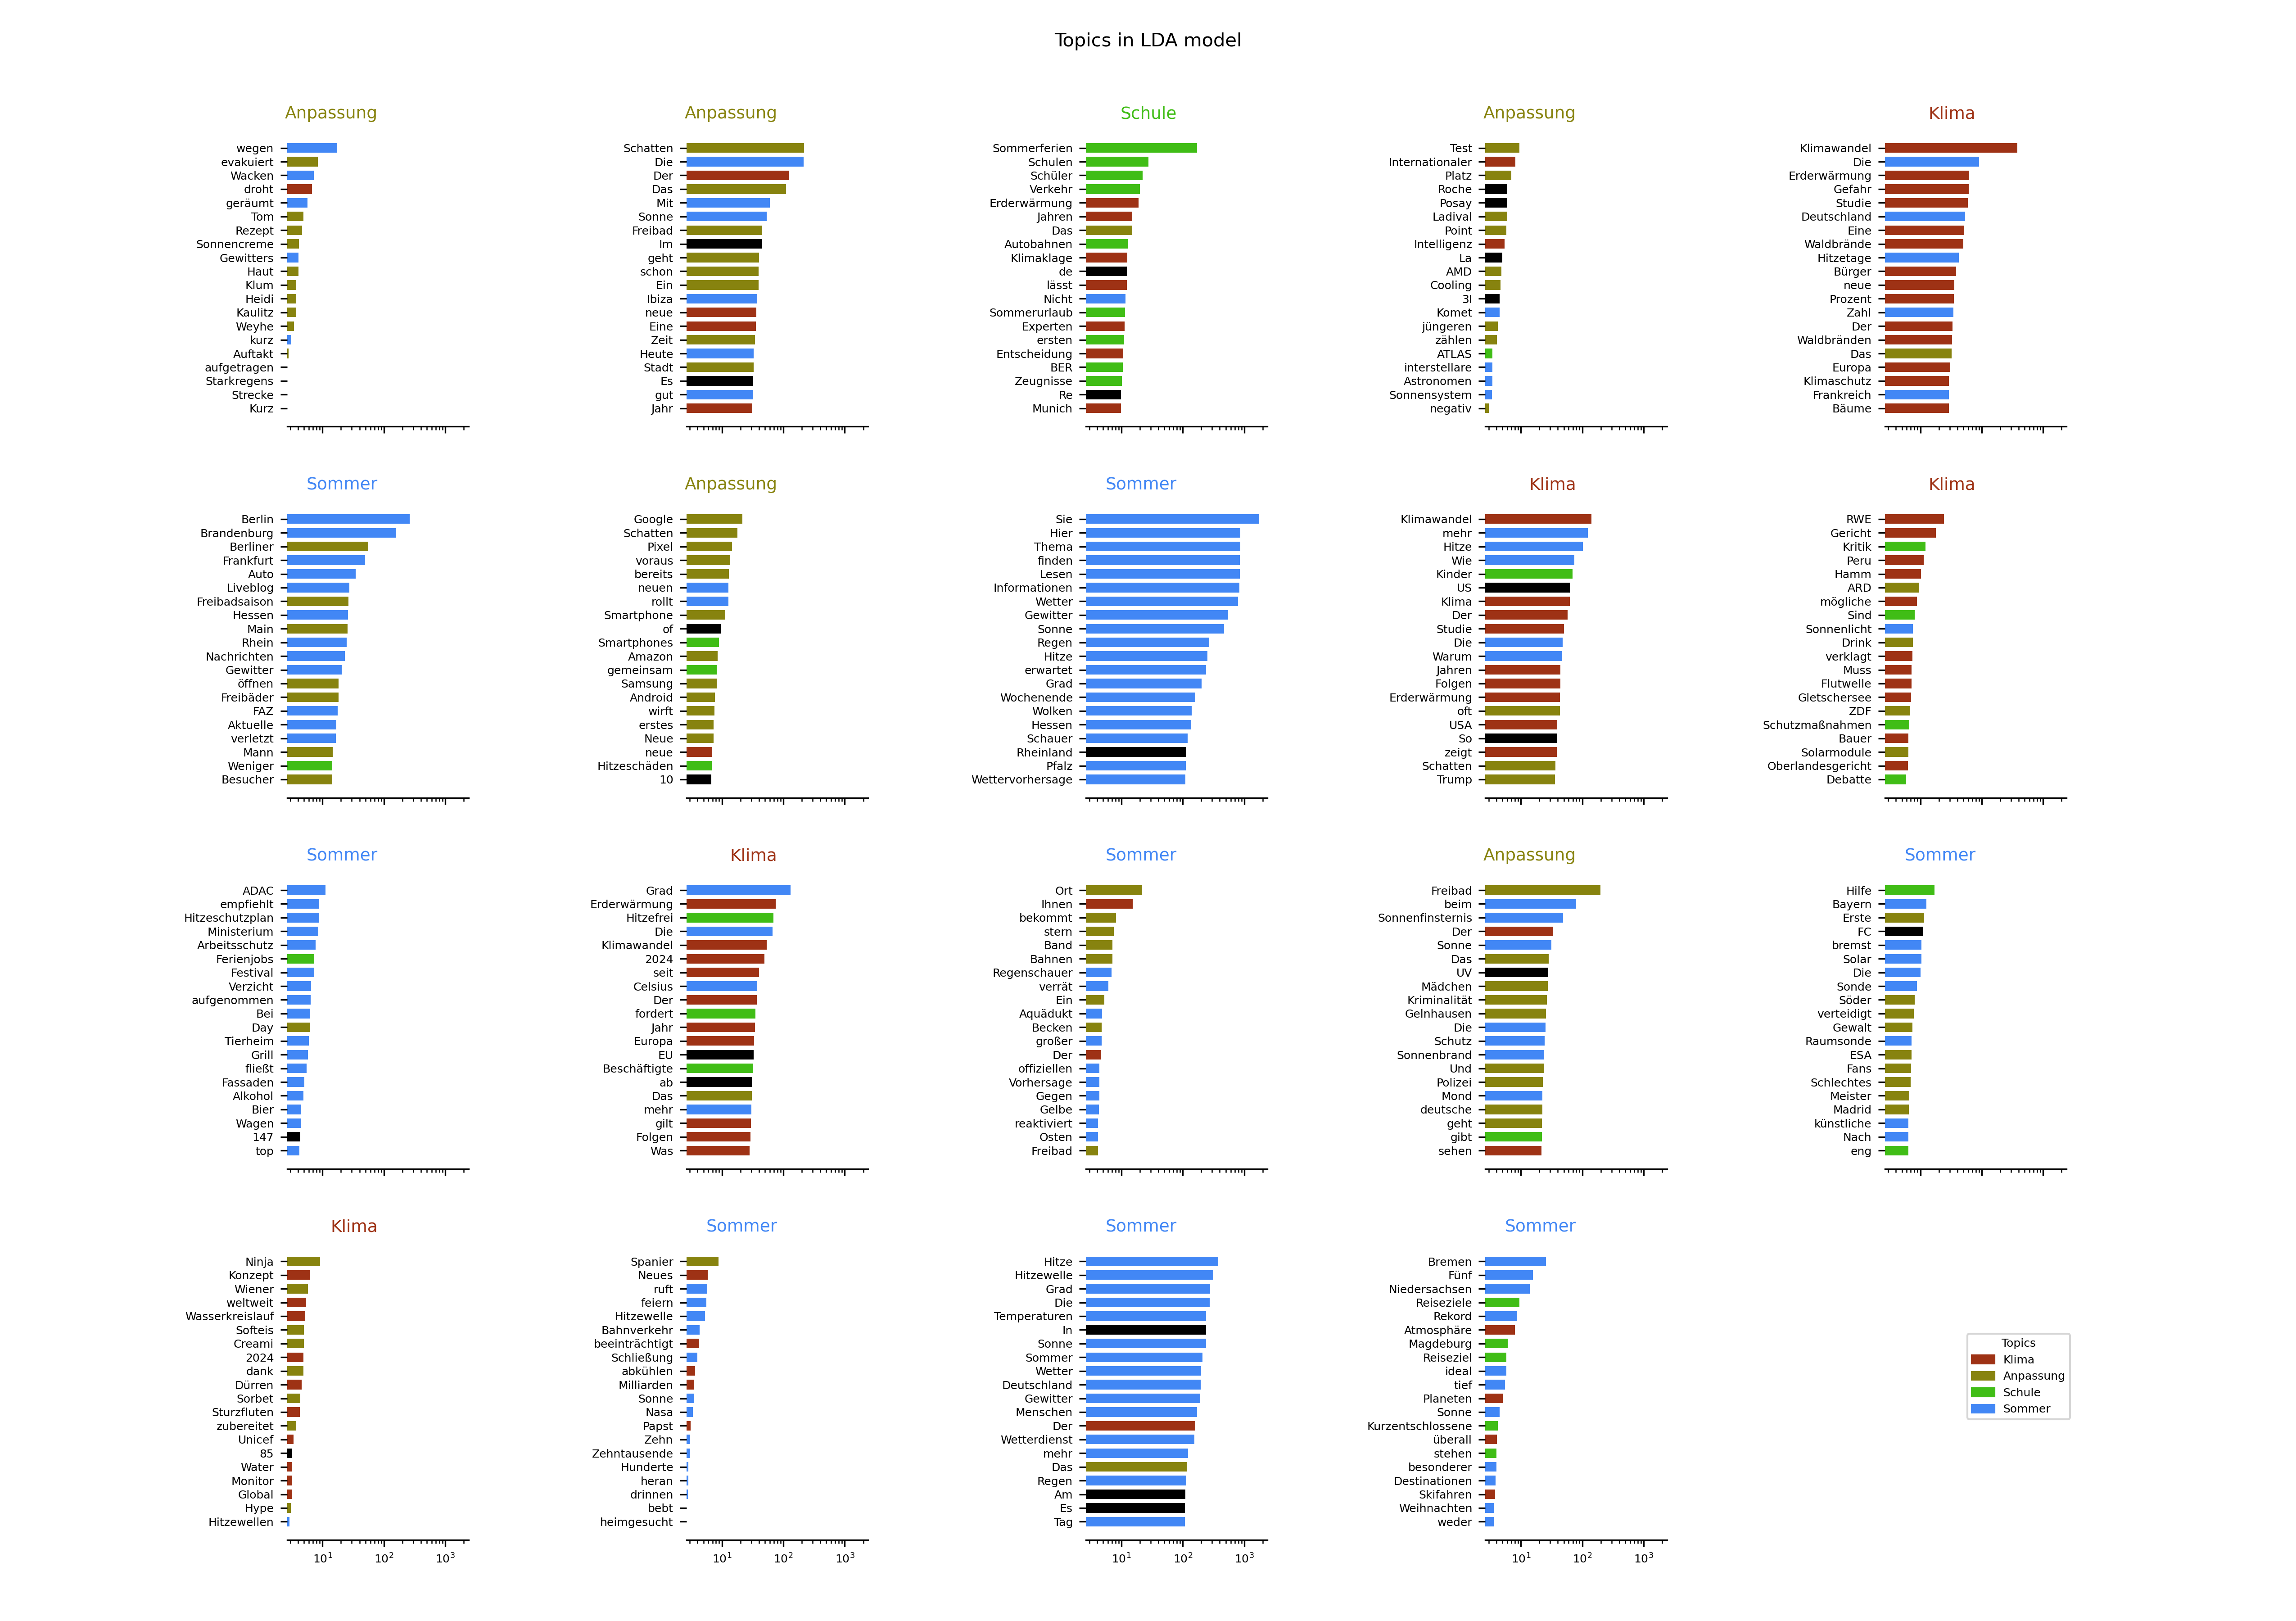 Topics in LDA model
Anpassung
wegen
evakuiert
Wacken
droht
geräumt
Tom
Rezept
Sonnencreme
Gewitters
Haut
Klum
Heidi
Kaulitz
Weyhe
kurz
Auftakt
aufgetragen
Starkregens
Strecke
Kurz
Anpassung
Schatten
Die
Der
Das
Mit
Sonne
Freibad
Im
geht
schon
Ein
Ibiza
neue
Eine
Zeit
Heute
Stadt
Es
gut
Jahr
Schule
Sommerferien
Schulen
Schüler
Verkehr
Erderwärmung
Jahren
Das
Autobahnen
Klimaklage
de
lässt
Nicht
Sommerurlaub
Experten
ersten
Entscheidung
BER
Zeugnisse
Re
Munich
Anpassung
Test
Internationaler
Platz
Roche
Posay
Ladival
Point
Intelligenz
La
AMD
Cooling
3I
Komet
jüngeren
zählen
ATLAS
interstellare
Astronomen
Sonnensystem
negativ
Klima
Klimawandel
Die
Erderwärmung
Gefahr
Studie
Deutschland
Eine
Waldbrände
Hitzetage
Bürger
neue
Prozent
Zahl
Der
Waldbränden
Das
Europa
Klimaschutz
Frankreich
Bäume
Sommer
Berlin
Brandenburg
Berliner
Frankfurt
Auto
Liveblog
Freibadsaison
Hessen
Main
Rhein
Nachrichten
Gewitter
öffnen
Freibäder
FAZ
Aktuelle
verletzt
Mann
Weniger
Besucher
Anpassung
Google
Schatten
Pixel
voraus
bereits
neuen
rollt
Smartphone
of
Smartphones
Amazon
gemeinsam
Samsung
Android
wirft
erstes
Neue
neue
Hitzeschäden
10
Sommer
Sie
Hier
Thema
finden
Lesen
Informationen
Wetter
Gewitter
Sonne
Regen
Hitze
erwartet
Grad
Wochenende
Wolken
Hessen
Schauer
Rheinland
Pfalz
Wettervorhersage
Klima
Klimawandel
mehr
Hitze
Wie
Kinder
US
Klima
Der
Studie
Die
Warum
Jahren
Folgen
Erderwärmung
oft
USA
So
zeigt
Schatten
Trump
Klima
RWE
Gericht
Kritik
Peru
Hamm
ARD
mögliche
Sind
Sonnenlicht
Drink
verklagt
Muss
Flutwelle
Gletschersee
ZDF
Schutzmaßnahmen
Bauer
Solarmodule
Oberlandesgericht
Debatte
Sommer
ADAC
empfiehlt
Hitzeschutzplan
Ministerium
Arbeitsschutz
Ferienjobs
Festival
Verzicht
aufgenommen
Bei
Day
Tierheim
Grill
fließt
Fassaden
Alkohol
Bier
Wagen
147
top
Klima
Grad
Erderwärmung
Hitzefrei
Die
Klimawandel
2024
seit
Celsius
Der
fordert
Jahr
Europa
EU
Beschäftigte
ab
Das
mehr
gilt
Folgen
Was
Sommer
Ort
Ihnen
bekommt
stern
Band
Bahnen
Regenschauer
verrät
Ein
Aquädukt
Becken
großer
Der
offiziellen
Vorhersage
Gegen
Gelbe
reaktiviert
Osten
Freibad
Anpassung
Freibad
beim
Sonnenfinsternis
Der
Sonne
Das
UV
Mädchen
Kriminalität
Gelnhausen
Die
Schutz
Sonnenbrand
Und
Polizei
Mond
deutsche
geht
gibt
sehen
Sommer
Hilfe
Bayern
Erste
FC
bremst
Solar
Die
Sonde
Söder
verteidigt
Gewalt
Raumsonde
ESA
Fans
Schlechtes
Meister
Madrid
künstliche
Nach
eng
Klima
Ninja
Konzept
Wiener
weltweit
Wasserkreislauf
Softeis
Creami
2024
dank
Dürren
Sorbet
Sturzfluten
zubereitet
Unicef
85
Water
Monitor
Global
Hype
Hitzewellen
10¹ 10² 10³
Sommer
Spanier
Neues
ruft
feiern
Hitzewelle
Bahnverkehr
beeinträchtigt
Schließung
abkühlen
Milliarden
Sonne
Nasa
Papst
Zehn
Zehntausende
Hunderte
heran
drinnen
bebt
heimgesucht
10¹ 10² 10³
Sommer
Hitze
Hitzewelle
Grad
Die
Temperaturen
In
Sonne
Sommer
Wetter
Deutschland
Gewitter
Menschen
Der
Wetterdienst
mehr
Das
Regen
Am
Es
Tag
10¹ 10² 10³
Sommer
Bremen
Fünf
Niedersachsen
Reiseziele
Rekord
Atmosphäre
Magdeburg
Reiseziel
ideal
tief
Planeten
Sonne
Kurzentschlossene
überall
stehen
besonderer
Destinationen
Skifahren
Weihnachten
weder
10¹ 10² 10³
Topics
Klima
Anpassung
Schule
Sommer